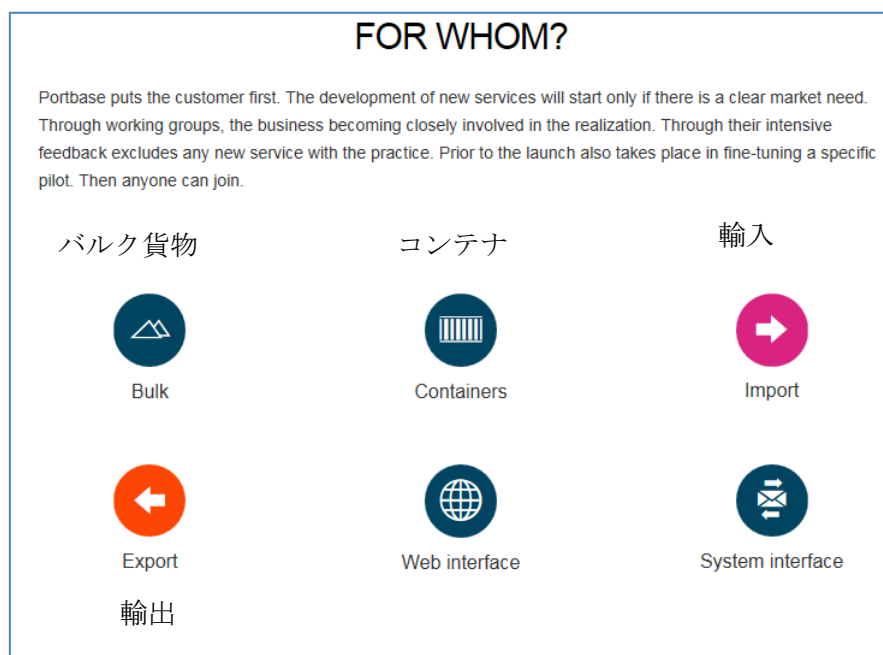 FOR WHOM?
Portbase puts the customer first. The development of new services will start only if there is a clear market need.
Through working groups, the business becoming closely involved in the realization. Through their intensive
feedback excludes any new service with the practice. Prior to the launch also takes place in fine-tuning a specific
pilot. Then anyone can join.
バルク貨物 コンテナ 輸入
Bulk Containers Import
Export Web interface System interface
輸出